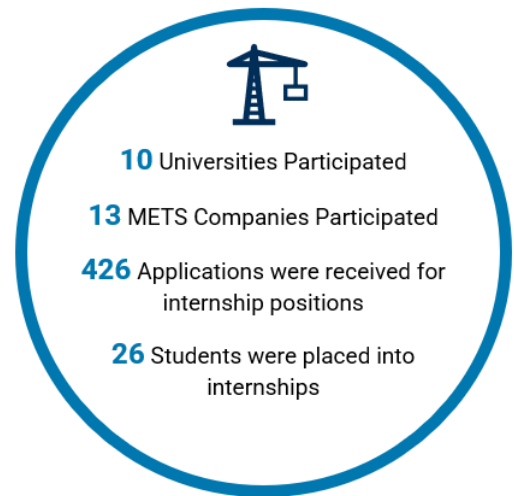 10 Universities Participated
13 METS Companies Participated
426 Applications were received for
internship positions
26 Students were placed into
internships